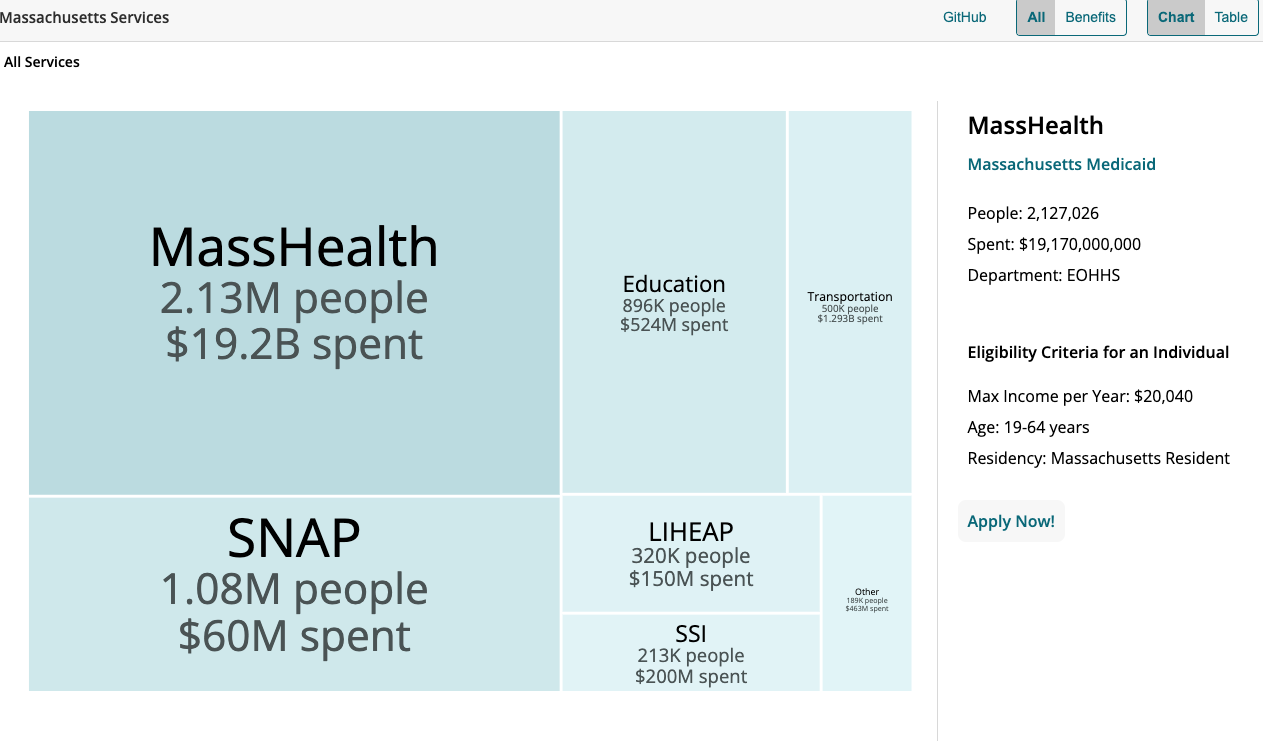 Massachusetts Services
GitHub
All
Benefits
Chart
Table
All Services
MassHealth
2.13M people
$19.2B spent
Education
896K people
$524M spent
Transportation
500K people
$1.293B spent
SNAP
1.08M people
$60M spent
LIHEAP
320K people
$150M spent
SSI
213K people
$200M spent
Other
189K people
$463M spent
MassHealth
Massachusetts Medicaid
People: 2,127,026
Spent: $19,170,000,000
Department: EOHHS
Eligibility Criteria for an Individual
Max Income per Year: $20,040
Age: 19-64 years
Residency: Massachusetts Resident
Apply Now!